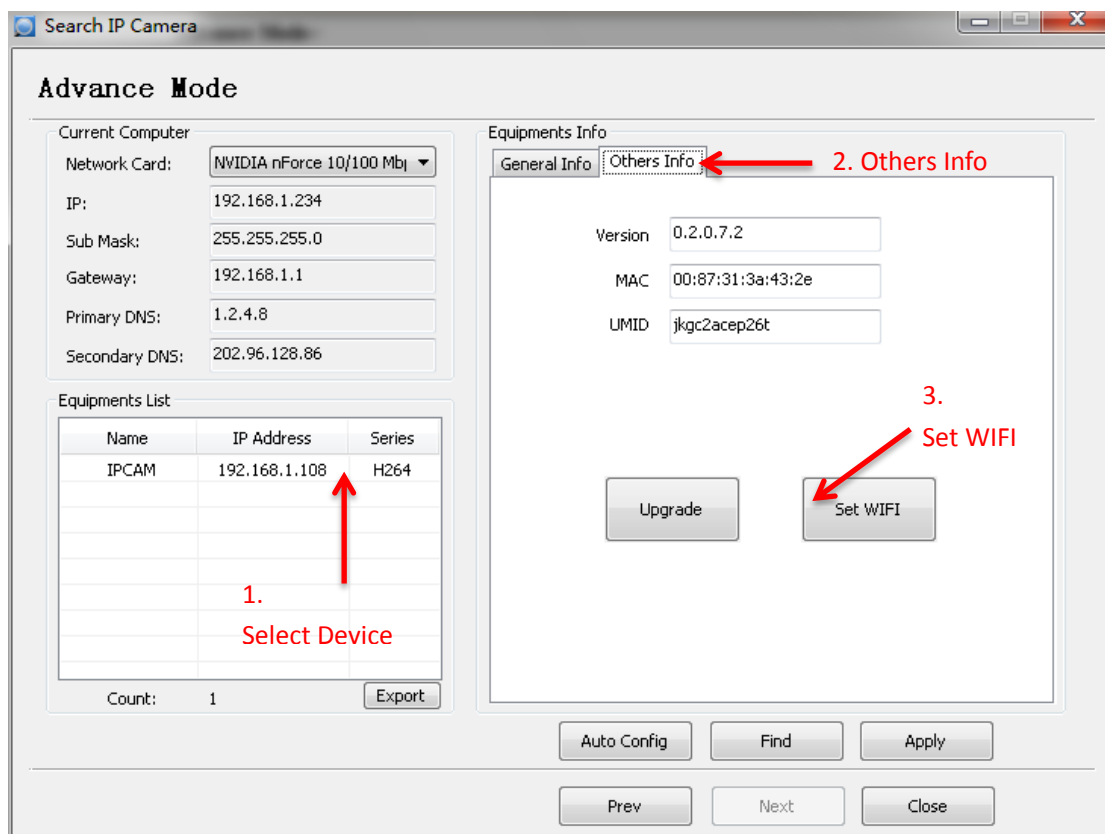 Search IP Camera
Advance Mode
Current Computer
Network Card: NVIDIA nForce 10/100 Mb
IP: 192.168.1.234
Sub Mask: 255.255.255.0
Gateway: 192.168.1.1
Primary DNS: 1.2.4.8
Secondary DNS: 202.96.128.86
Equipments List
Name IP Address Series
IPCAM 192.168.1.108 H264
1.
Select Device
Count: 1 Export
Equipments Info
General Info Others Info 2. Others Info
Version 0.2.0.7.2
MAC 00:87:31:3a:43:2e
UMID jkgc2acep26t
3.
Set WIFI
Upgrade Set WIFI
Auto Config Find Apply
Prev Next Close